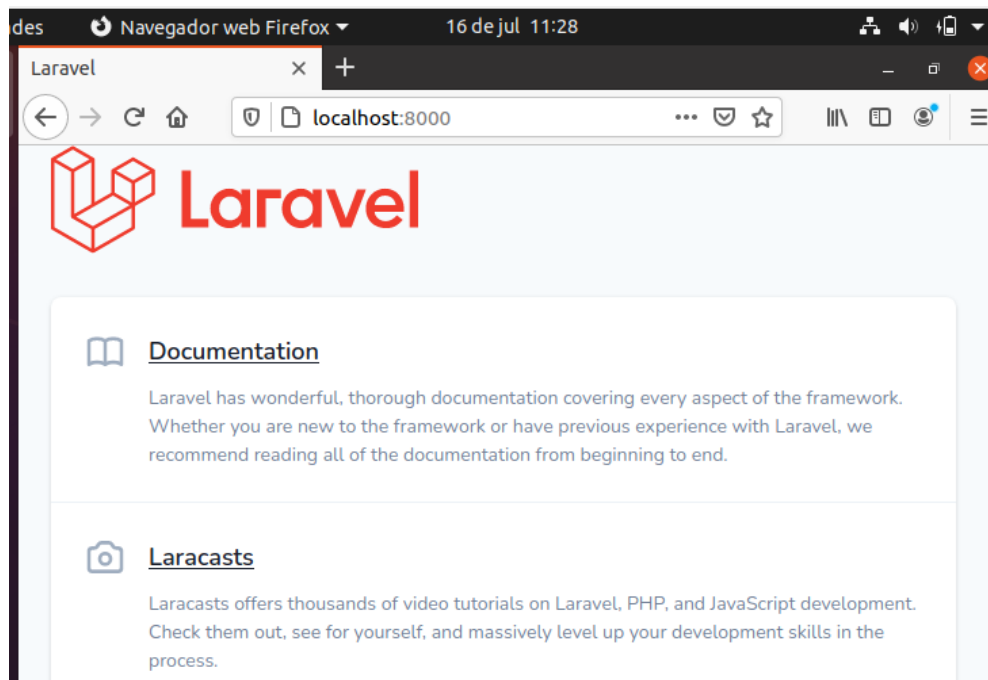 des Navegador web Firefox 16 de jul 11:28
Laravel
localhost:8000
Laravel
Documentation
Laravel has wonderful, thorough documentation covering every aspect of the framework.
Whether you are new to the framework or have previous experience with Laravel, we
recommend reading all of the documentation from beginning to end.
Laracasts
Laracasts offers thousands of video tutorials on Laravel, PHP, and JavaScript development.
Check them out, see for yourself, and massively level up your development skills in the
process.